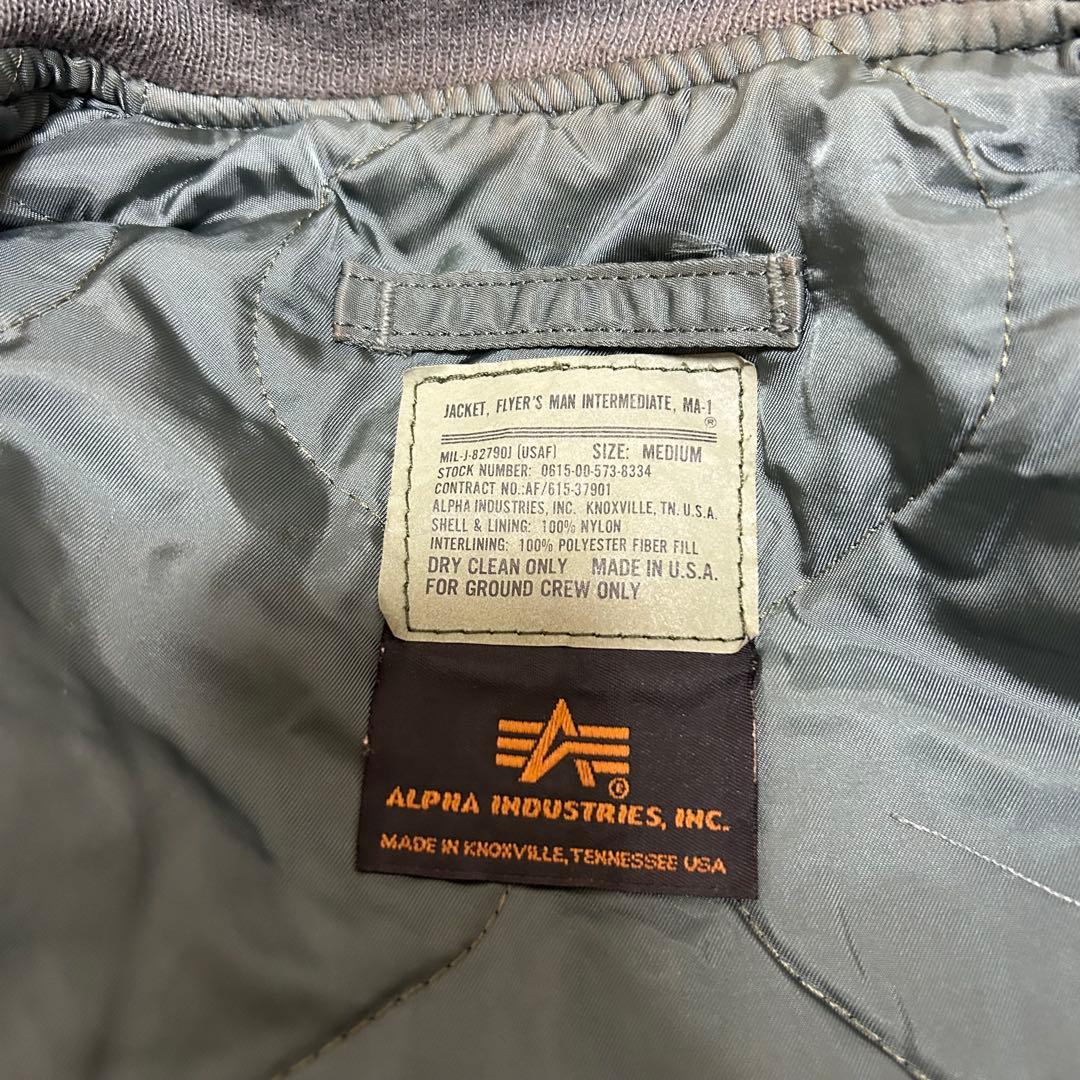 JACKET, FLYER'S MAN INTERMEDIATE, MA-1
®
MIL-J-82790J (USAF) SIZE: MEDIUM
STOCK NUMBER: 0615-00-573-8334
CONTRACT NO.:AF/615-37901
ALPHA INDUSTRIES, INC. KNOXVILLE, TN. U.S.A.
SHELL & LINING: 100% NYLON
INTERLINING: 100% POLYESTER FIBER FILL
DRY CLEAN ONLY MADE IN U.S.A.
FOR GROUND CREW ONLY
®
ALPHA INDUSTRIES, INC.
MADE IN KNOXVILLE, TENNESSEE USA